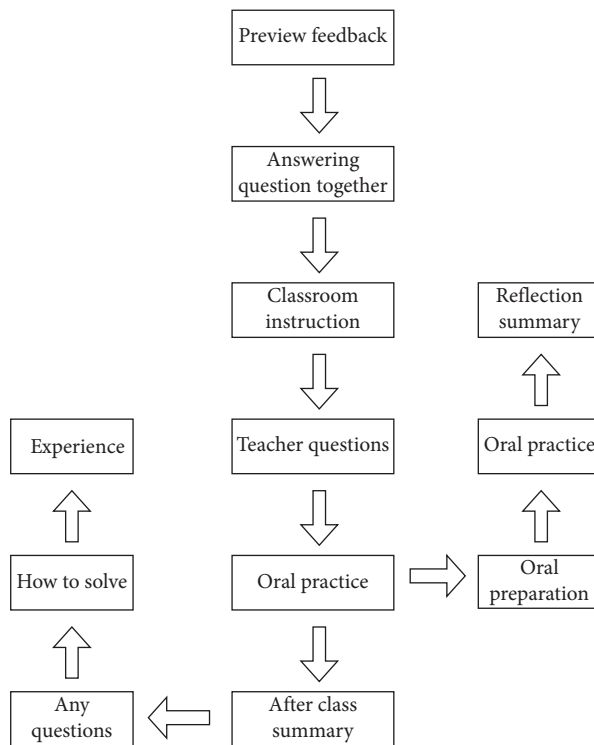 Preview feedback
Answering
question together
Classroom
instruction
Reflection
summary
Experience
Teacher questions
Oral practice
How to solve
Oral practice
Oral
preparation
Any
questions
After class
summary